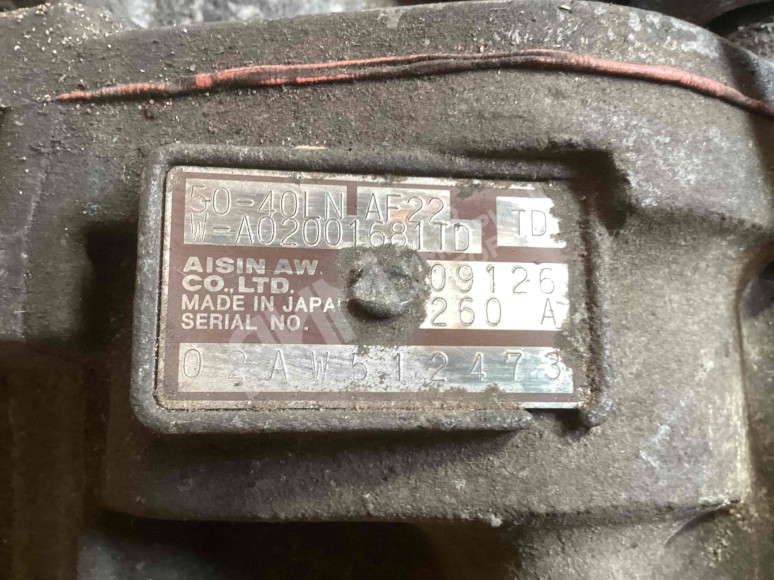 50-40LN AF22 TD
W-A02001681TD
AISIN AW 09126
CO.,LTD.
MADE IN JAPAN 260 A
SERIAL NO.
02AW512473